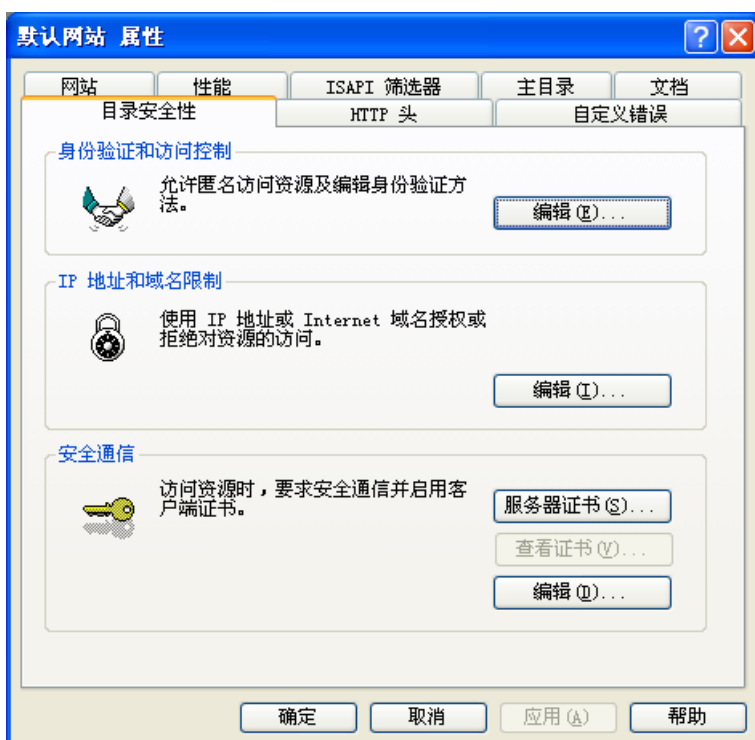 默认网站 属性
网站 性能 ISAPI 筛选器 主目录 文档
目录安全性 HTTP 头 自定义错误
身份验证和访问控制
允许匿名访问资源及编辑身份验证方
法。
编辑(E)...
IP 地址和域名限制
使用 IP 地址或 Internet 域名授权或
拒绝对资源的访问。
编辑(I)...
安全通信
访问资源时，要求安全通信并启用客
户端证书。
服务器证书(S)...
查看证书(V)...
编辑(D)...
确定 取消 应用(A) 帮助